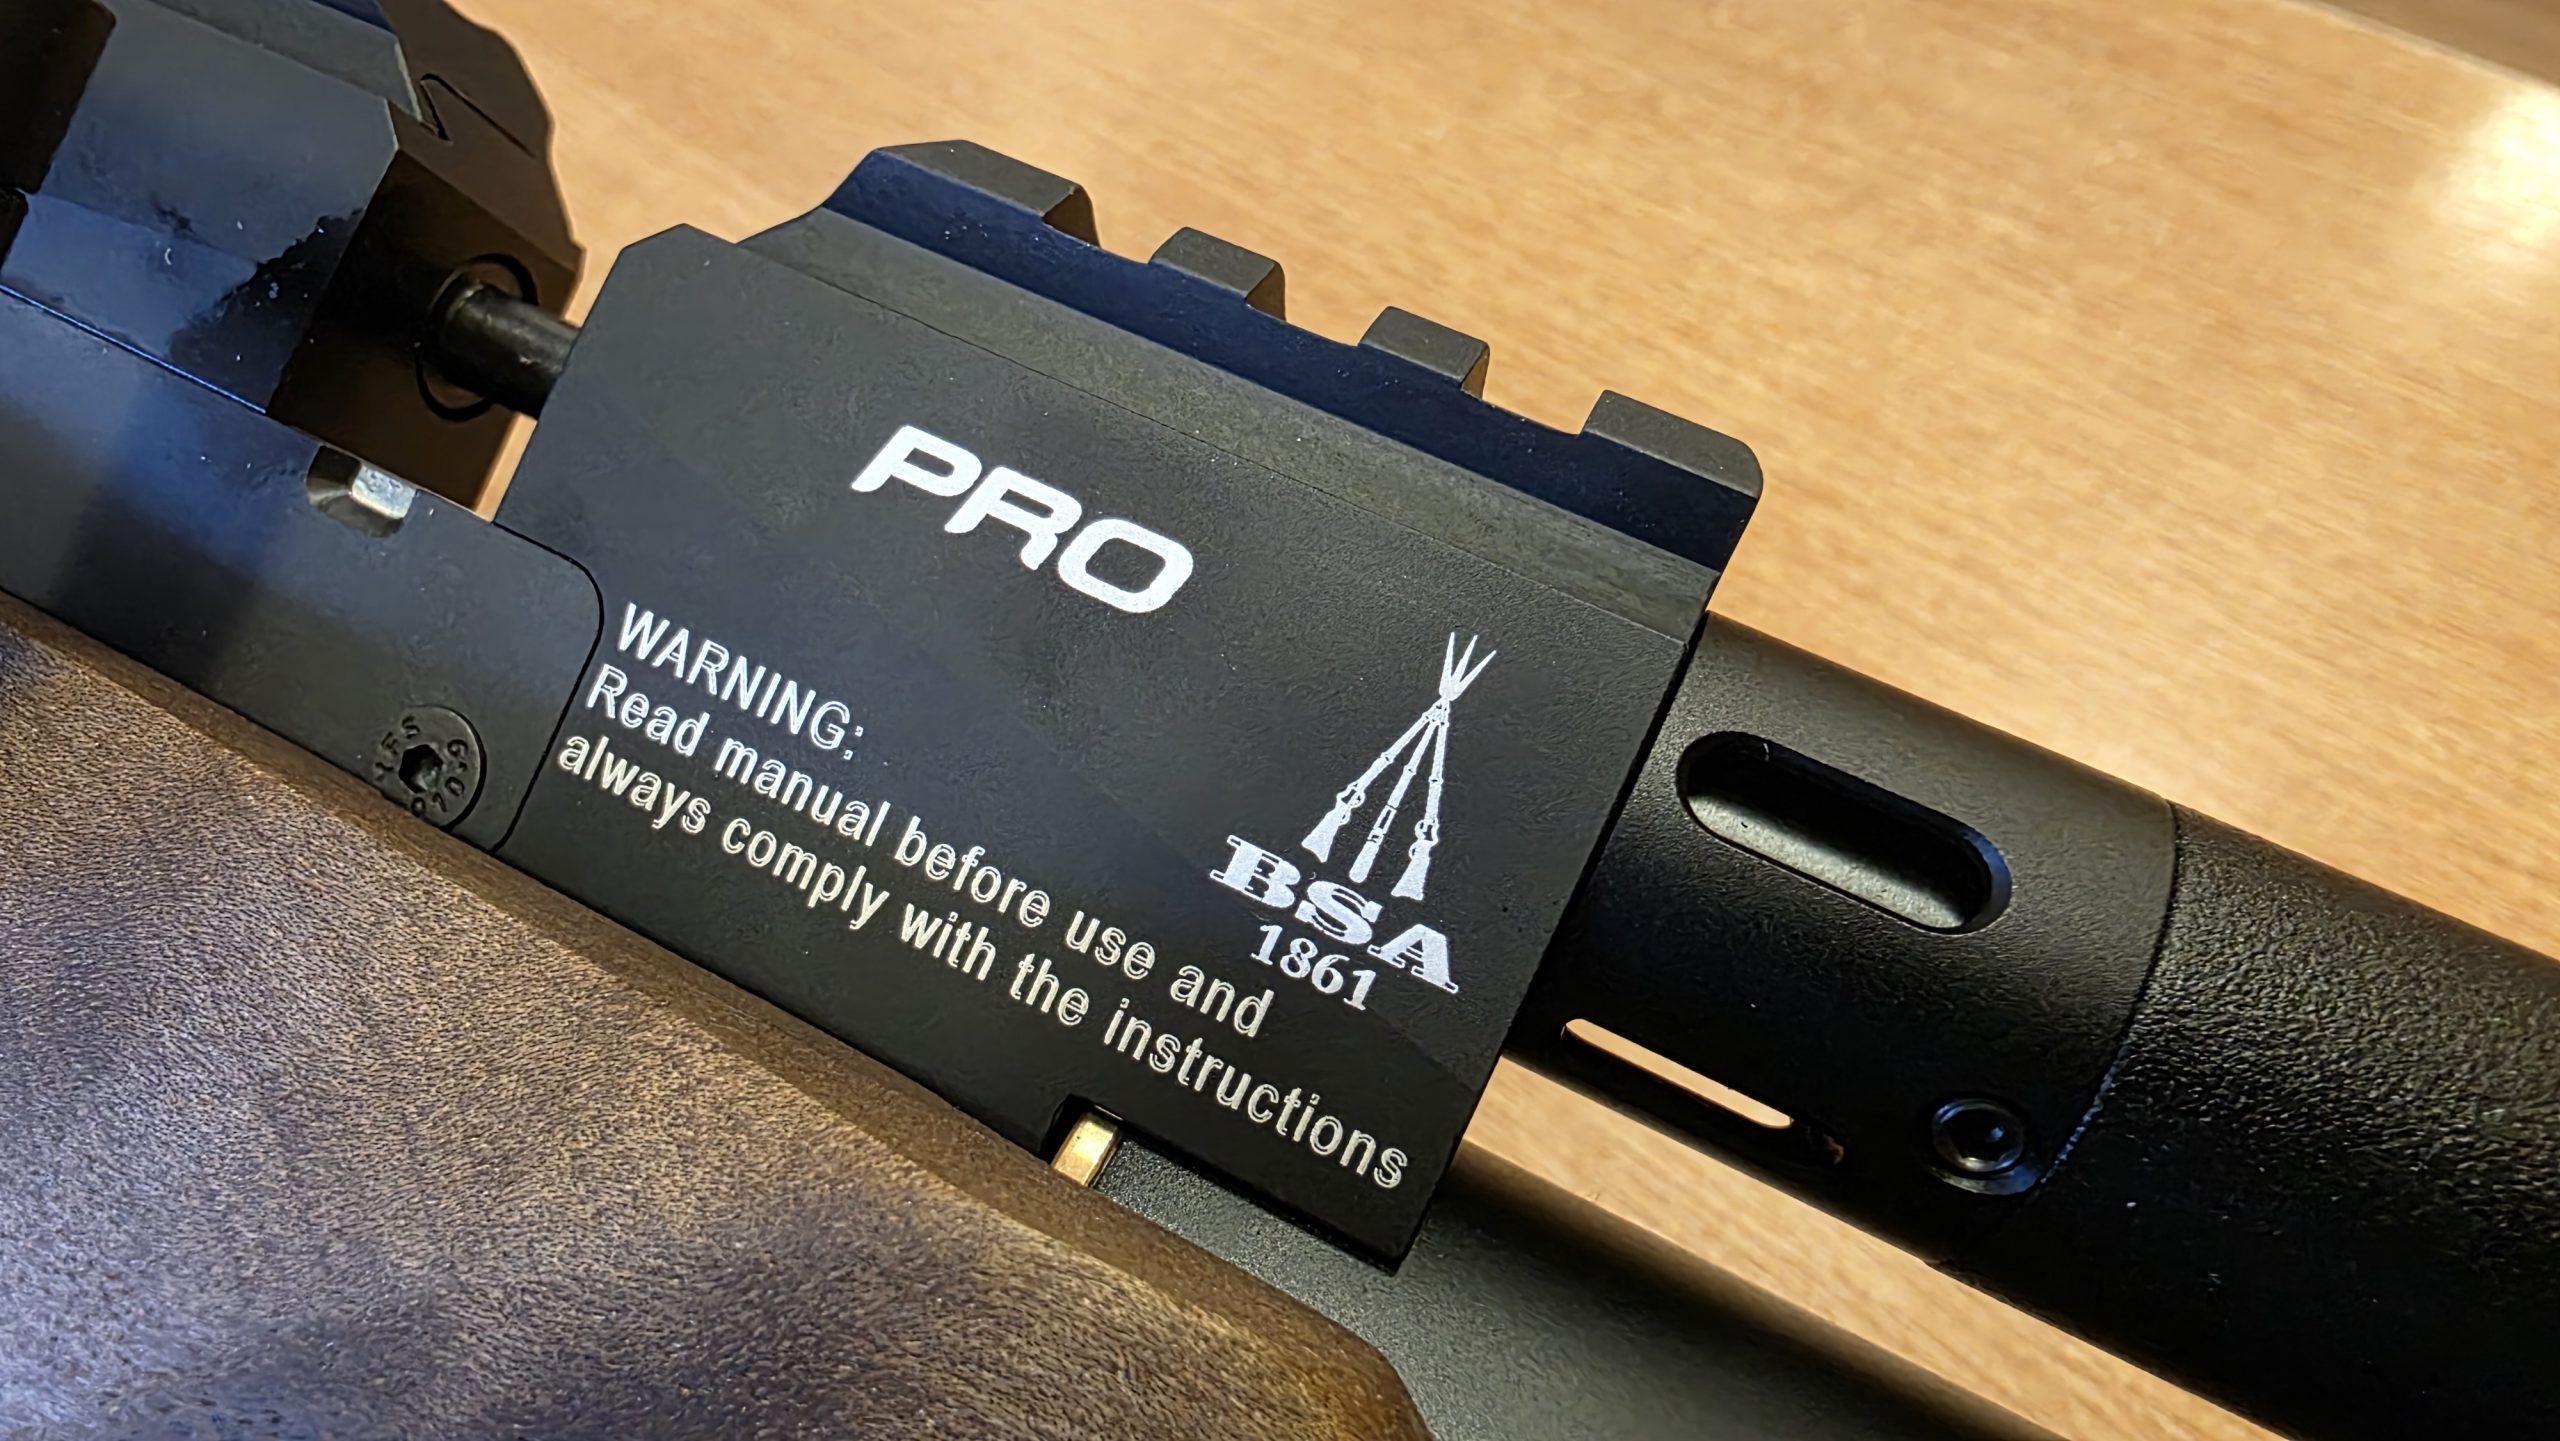 PRO
WARNING:
Read manual before use and
always comply with the instructions
BSA
1861